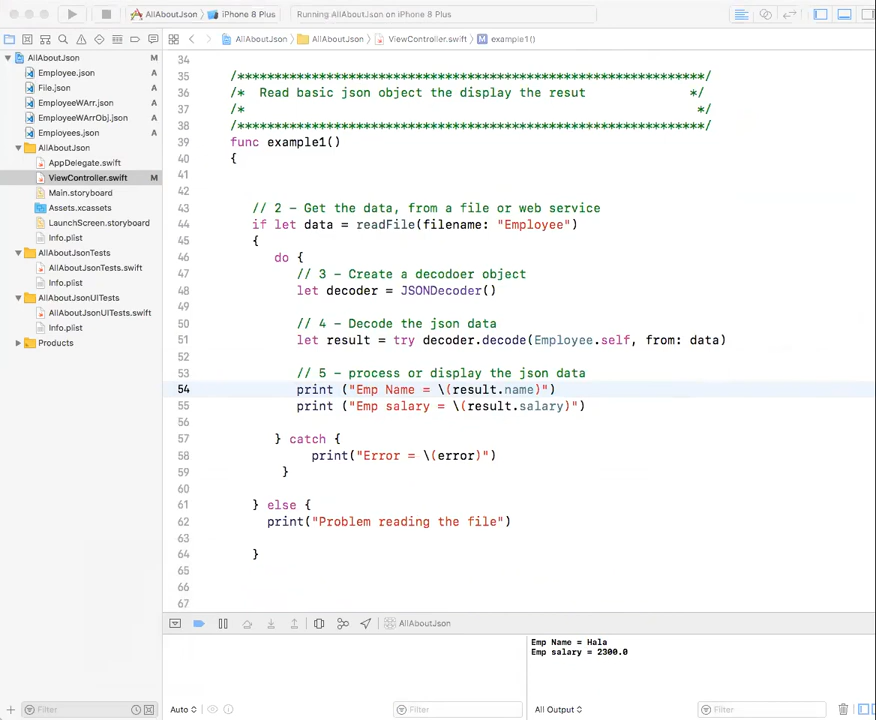 AllAboutJson
iPhone 8 Plus
Running AllAboutJson on iPhone 8 Plus
AllAboutJson
AllAboutJson
ViewController.swift
M example1()
AllAboutJson M
Employee.json A
File.json A
EmployeeWArr.json A
EmployeeWArrObj.json A
Employees.json A
AllAboutJson
AppDelegate.swift
ViewController.swift M
Main.storyboard
Assets.xcassets
LaunchScreen.storyboard
Info.plist
AllAboutJsonTests
AllAboutJsonTests.swift
Info.plist
AllAboutJsonUITests
AllAboutJsonUITests.swift
Info.plist
Products
Filter
34
35 /***************************************************************/
36 /* Read basic json object the display the resut */
37 /* */
38 /***************************************************************/
39 func example1()
40 {
41
42
43 // 2 - Get the data, from a file or web service
44 if let data = readFile(filename: "Employee")
45 {
46 do {
47 // 3 - Create a decodoer object
48 let decoder = JSONDecoder()
49
50 // 4 - Decode the json data
51 let result = try decoder.decode(Employee.self, from: data)
52
53 // 5 - process or display the json data
54 print ("Emp Name = \(result.name)")
55 print ("Emp salary = \(result.salary)")
56
57 } catch {
58 print("Error = \(error)")
59 }
60
61 } else {
62 print("Problem reading the file")
63
64 }
65
66
67
AllAboutJson
Emp Name = Hala
Emp salary = 2300.0
Auto
Filter
All Output
Filter